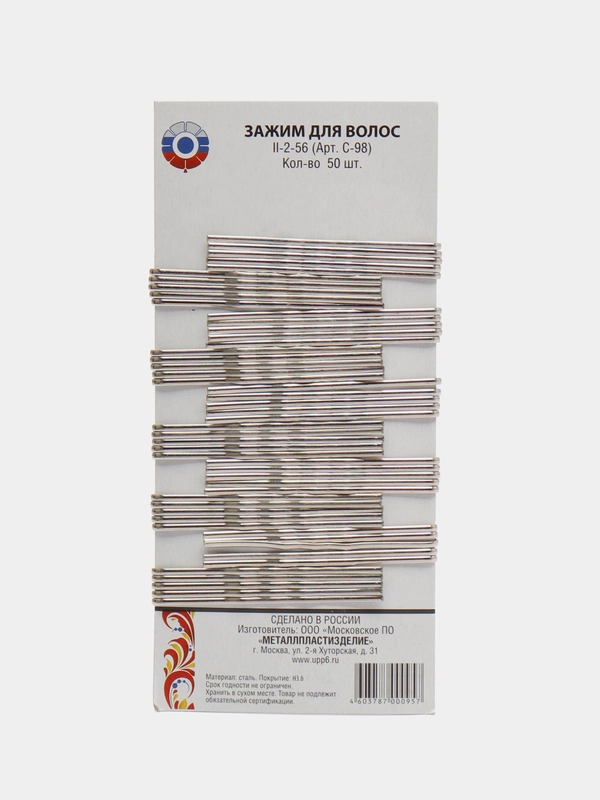 ЗАЖИМ ДЛЯ ВОЛОС
II-2-56 (Арт. С-98)
Кол-во 50 шт.
СДЕЛАНО В РОССИИ
Изготовитель: ООО «Московское ПО
«МЕТАЛЛПЛАСТИЗДЕЛИЕ»
г. Москва, ул. 2-я Хуторская, д. 31
www.upp6.ru
Материал: сталь. Покрытие: Н3.б
Срок годности не ограничен.
Хранить в сухом месте. Товар не подлежит
обязательной сертификации.
4603787000957